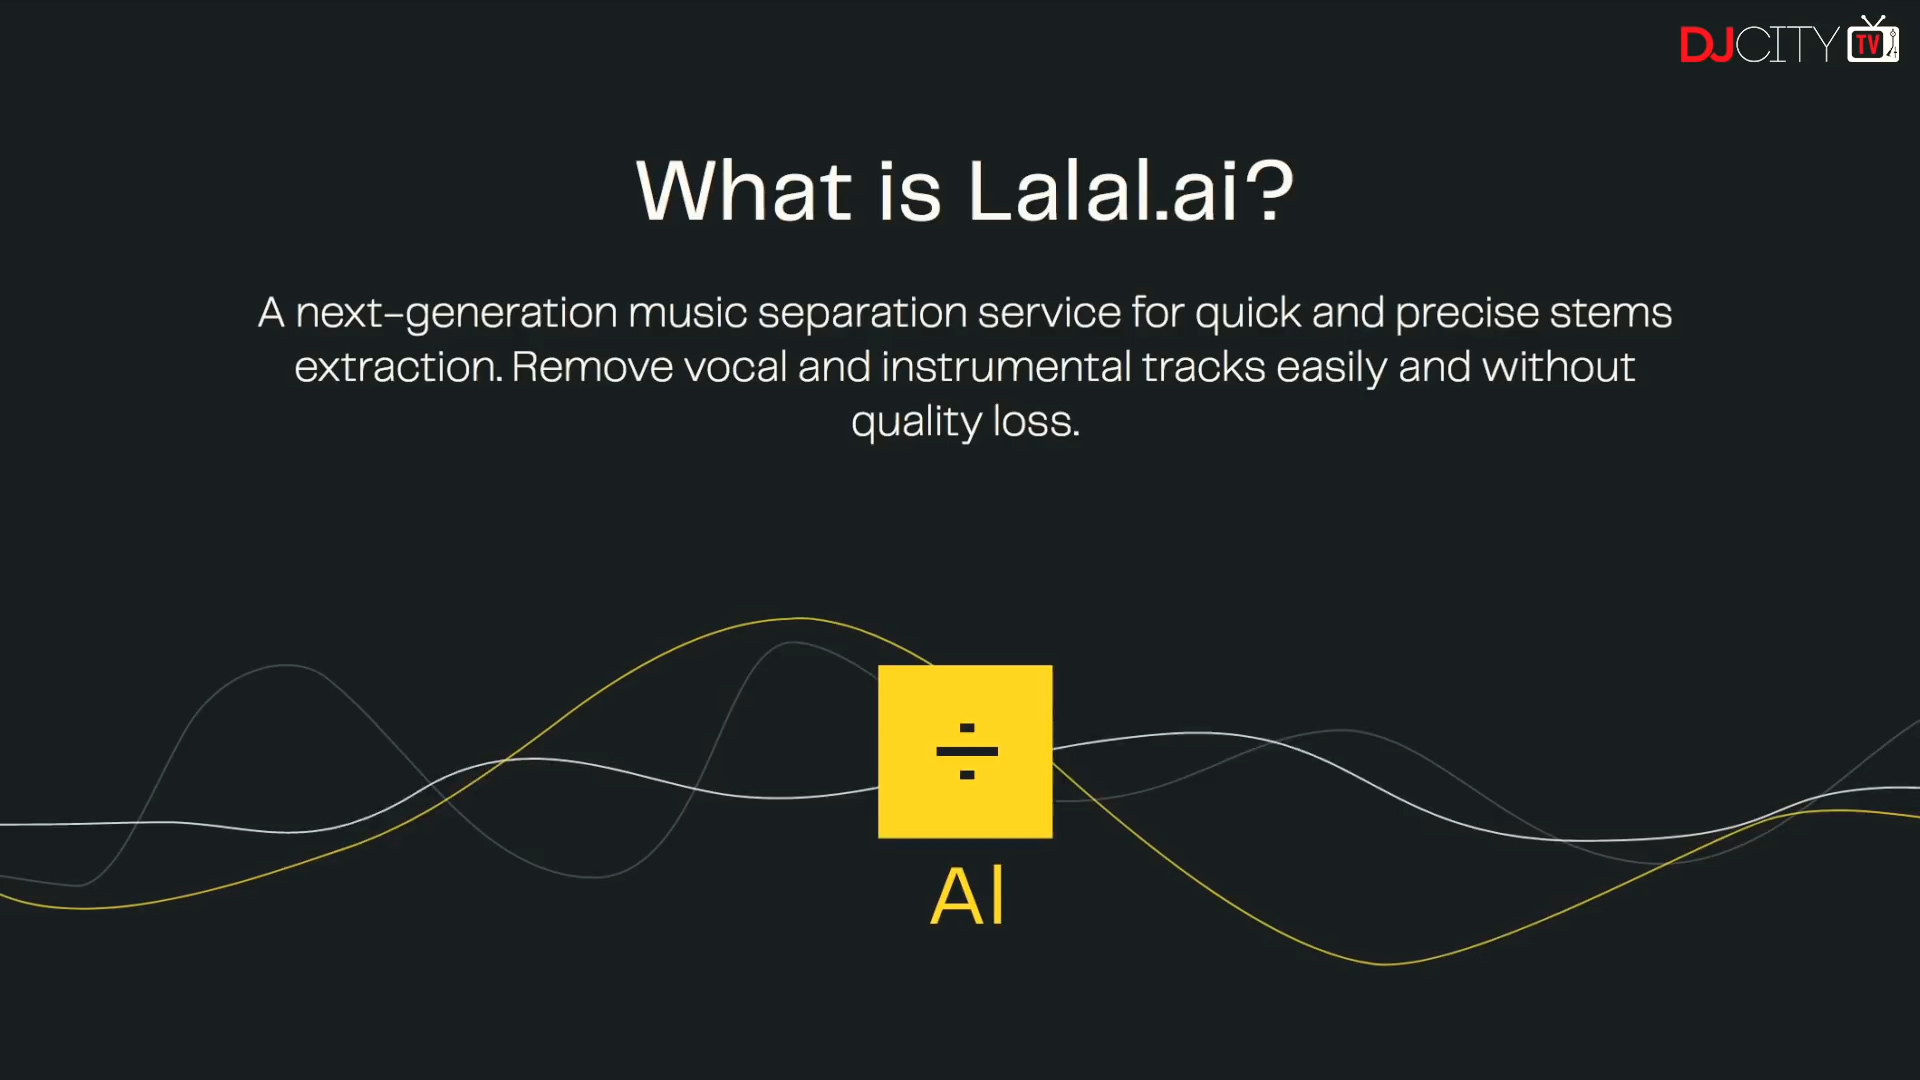 DJCITY TV
What is Lalal.ai?
A next-generation music separation service for quick and precise stems
extraction. Remove vocal and instrumental tracks easily and without
quality loss.
÷
AI